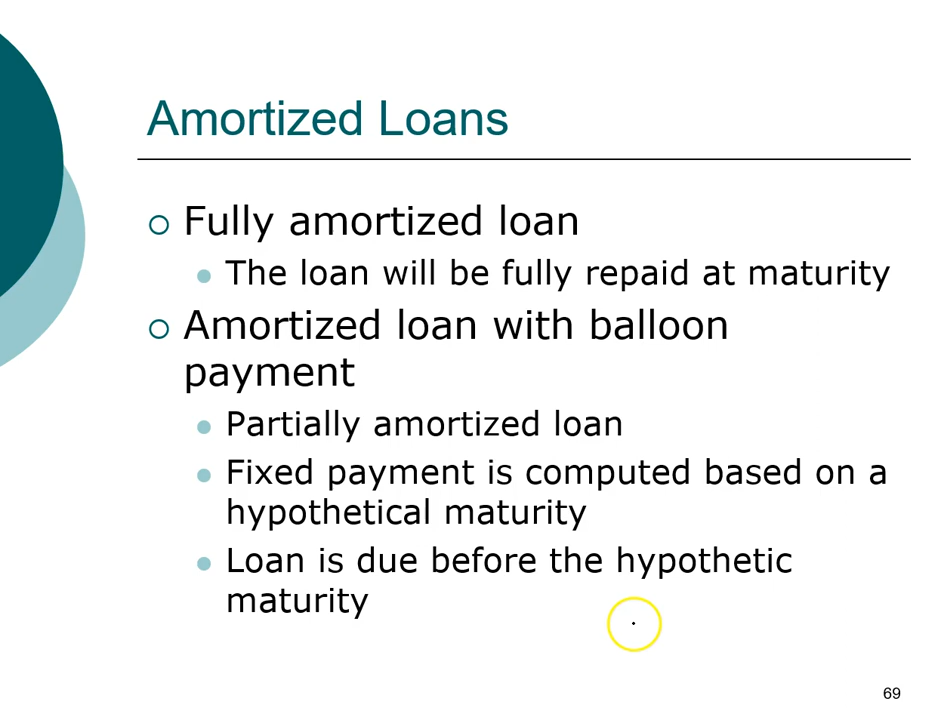 Amortized Loans
Fully amortized loan
The loan will be fully repaid at maturity
Amortized loan with balloon
payment
Partially amortized loan
Fixed payment is computed based on a
hypothetical maturity
Loan is due before the hypothetic
maturity
69